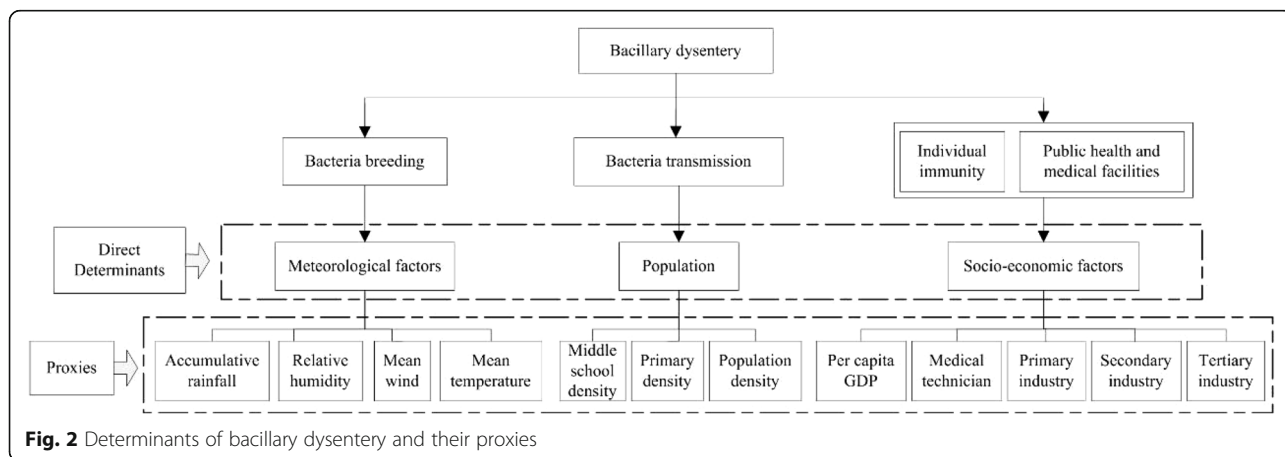 Bacillary dysentery
Bacteria breeding
Bacteria transmission
Individual
immunity
Public health and
medical facilities
Direct
Determinants
Meteorological factors
Population
Socio-economic factors
Proxies
Accumulative
rainfall
Relative
humidity
Mean
wind
Mean
temperature
Middle
school
density
Primary
density
Population
density
Per capita
GDP
Medical
technician
Primary
industry
Secondary
industry
Tertiary
industry
Fig. 2 Determinants of bacillary dysentery and their proxies